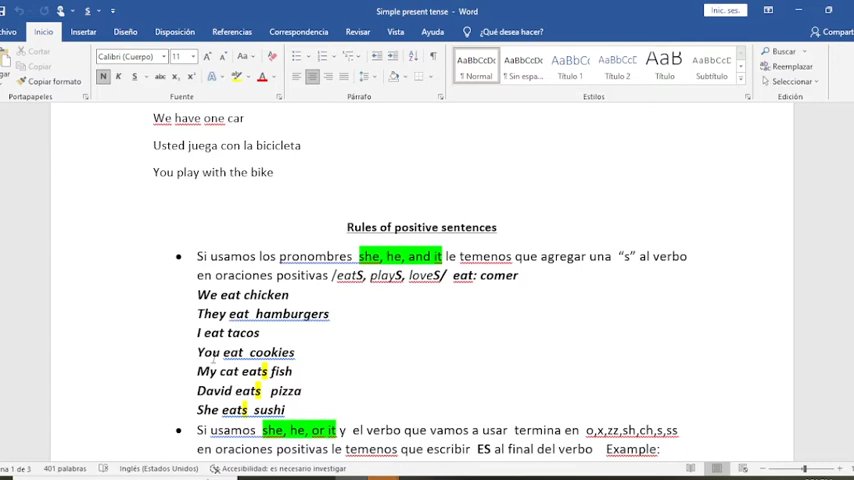 Simple present tense - Word
Inic. ses.
rchivo Inicio Insertar Diseño Disposición Referencias Correspondencia Revisar Vista Ayuda ¿Qué desea hacer? Compart
Cortar
Copiar
Copiar formato
Portapapeles
Calibri (Cuerpo) 11
Fuente
Párrafo
AaBbCcDc AaBbCcDc AaBbCc AaBbCcC AaB AaBbCcC
¶ Normal ¶ Sin espa... Título 1 Título 2 Título Subtítulo
Estilos
Buscar
Reemplazar
Seleccionar
Edición
We have one car
Usted juega con la bicicleta
You play with the bike
Rules of positive sentences
• Si usamos los pronombres she, he, and it le temenos que agregar una “s” al verbo
en oraciones positivas /eatS, playS, loveS/ eat: comer
We eat chicken
They eat hamburgers
I eat tacos
You eat cookies
My cat eats fish
David eats pizza
She eats sushi
• Si usamos she, he, or it y el verbo que vamos a usar termina en o,x,zz,sh,ch,s,ss
en oraciones positivas le temenos que escribir ES al final del verbo Example:
ina 1 de 3 401 palabras Inglés (Estados Unidos) Accesibilidad: es necesario investigar